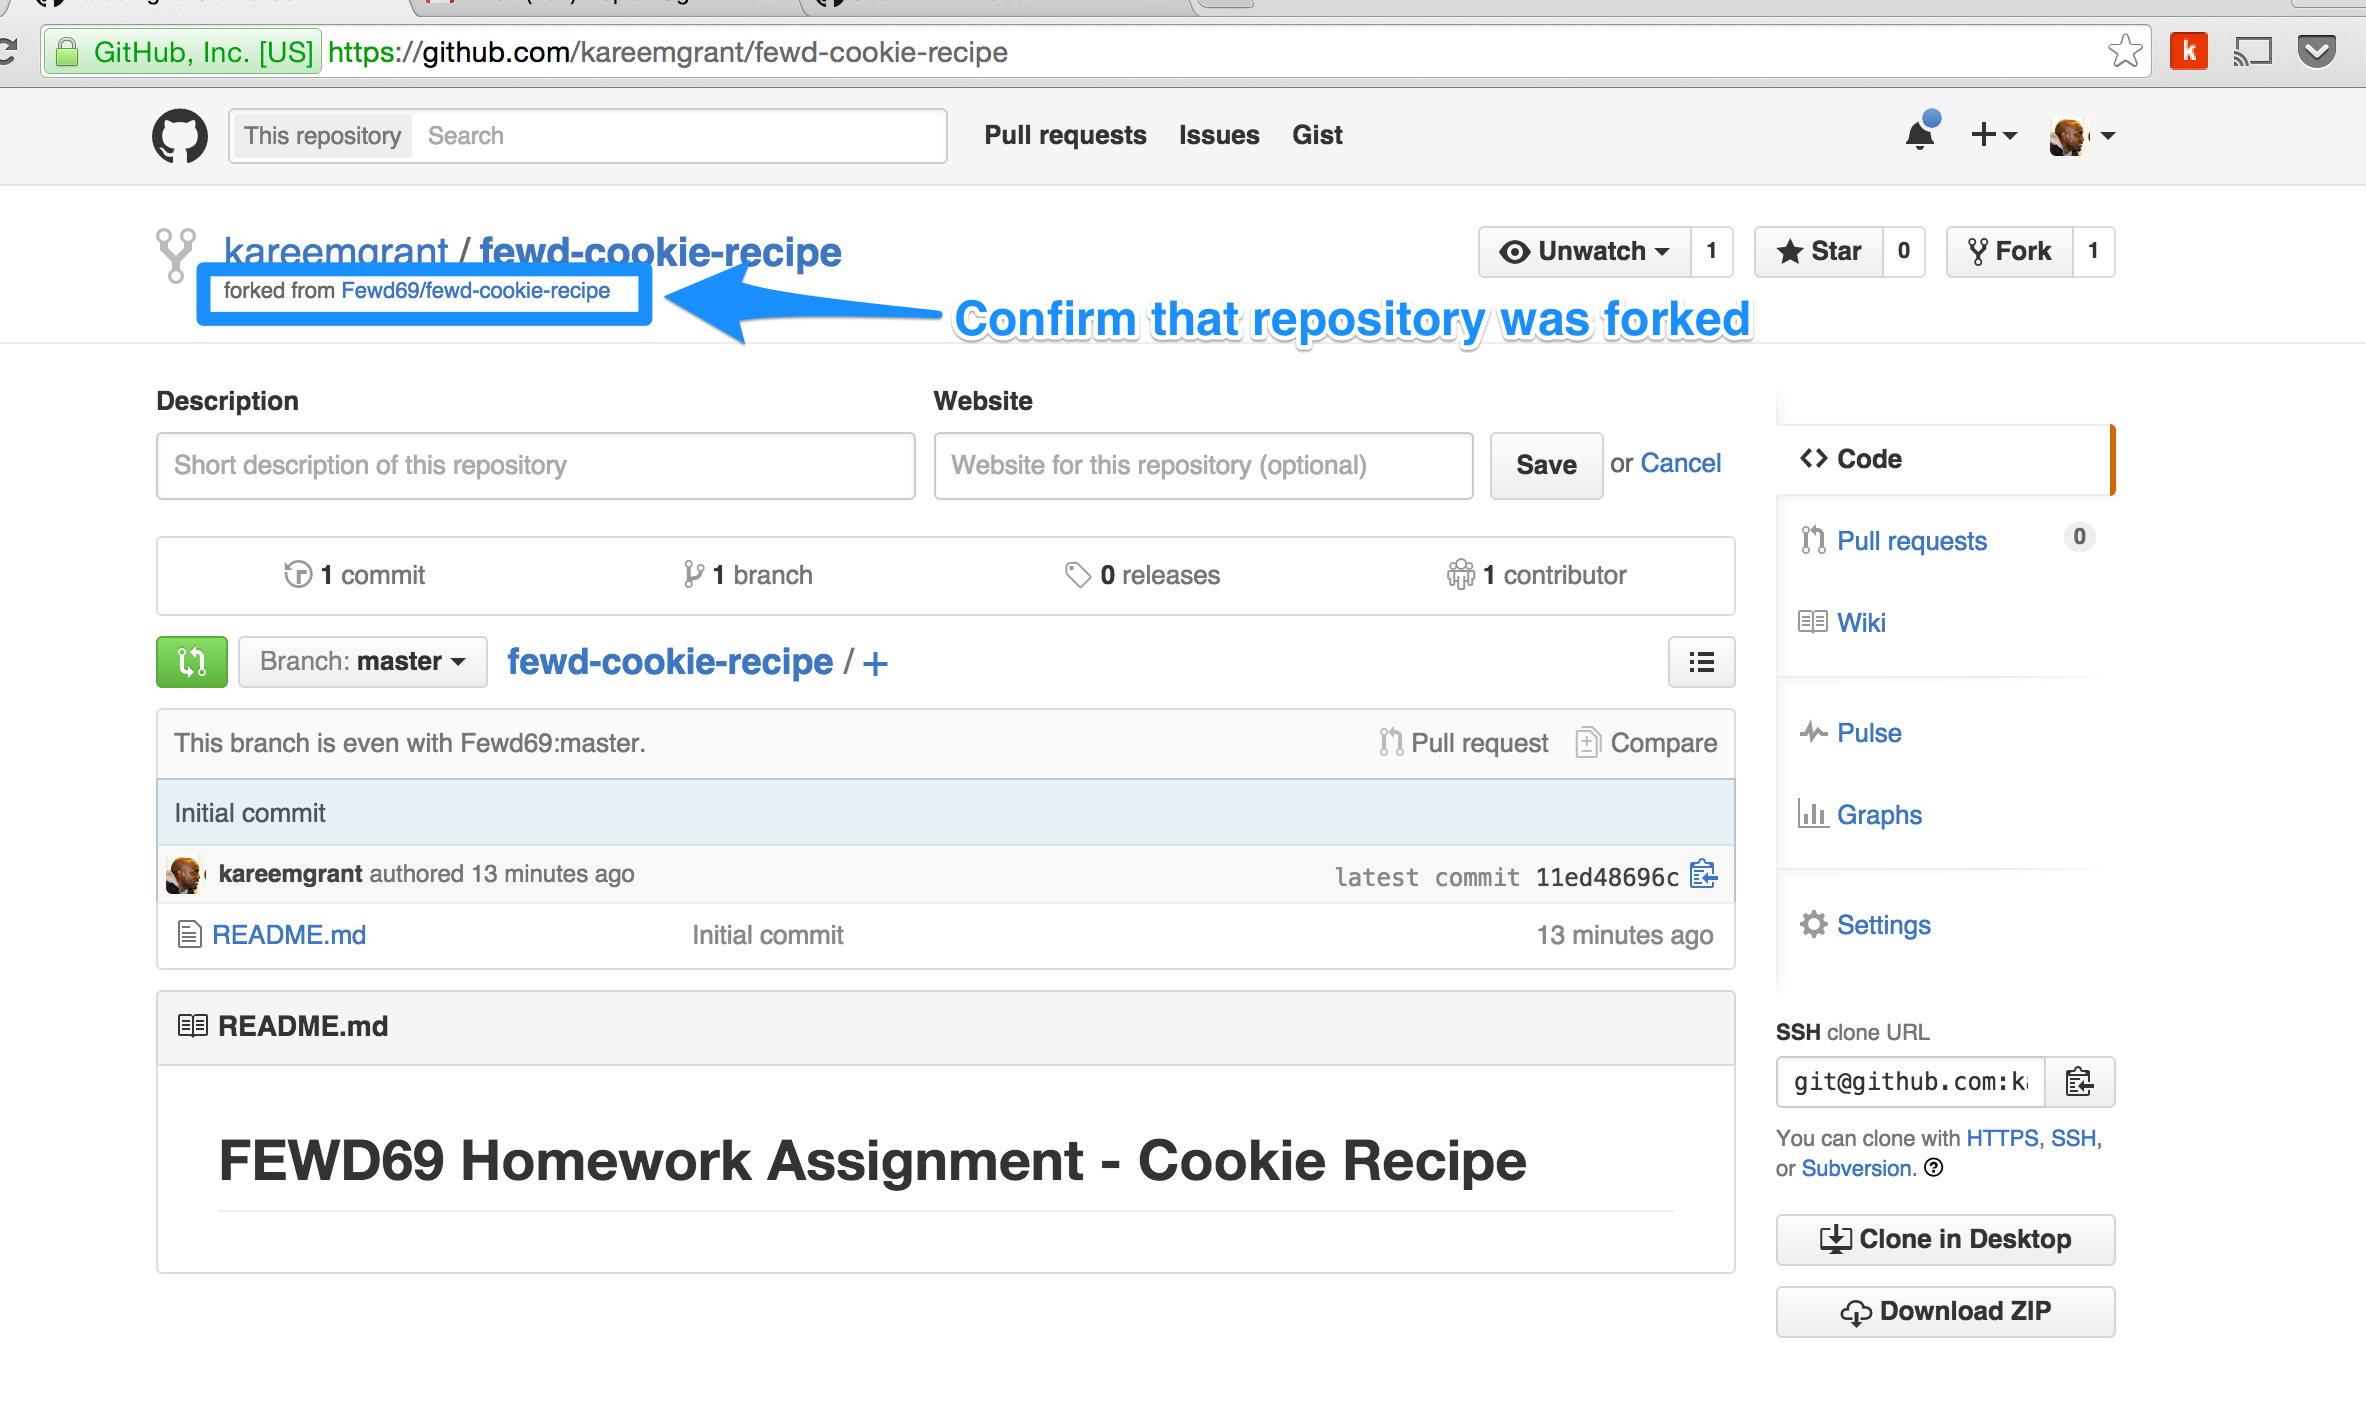 GitHub, Inc. [US] https://github.com/kareemgrant/fewd-cookie-recipe
k
This repository Search Pull requests Issues Gist
kareemgrant / fewd-cookie-recipe Unwatch 1 Star 0 Fork 1
forked from Fewd69/fewd-cookie-recipe
Confirm that repository was forked
Description Website
Short description of this repository Website for this repository (optional) Save or Cancel
Code
Pull requests 0
1 commit 1 branch 0 releases 1 contributor
Wiki
Branch: master fewd-cookie-recipe / +
This branch is even with Fewd69:master. Pull request Compare
Pulse
Initial commit
Graphs
kareemgrant authored 13 minutes ago latest commit 11ed48696c
README.md Initial commit 13 minutes ago
Settings
README.md
SSH clone URL
git@github.com:k
You can clone with HTTPS, SSH,
or Subversion.
FEWD69 Homework Assignment - Cookie Recipe
Clone in Desktop
Download ZIP